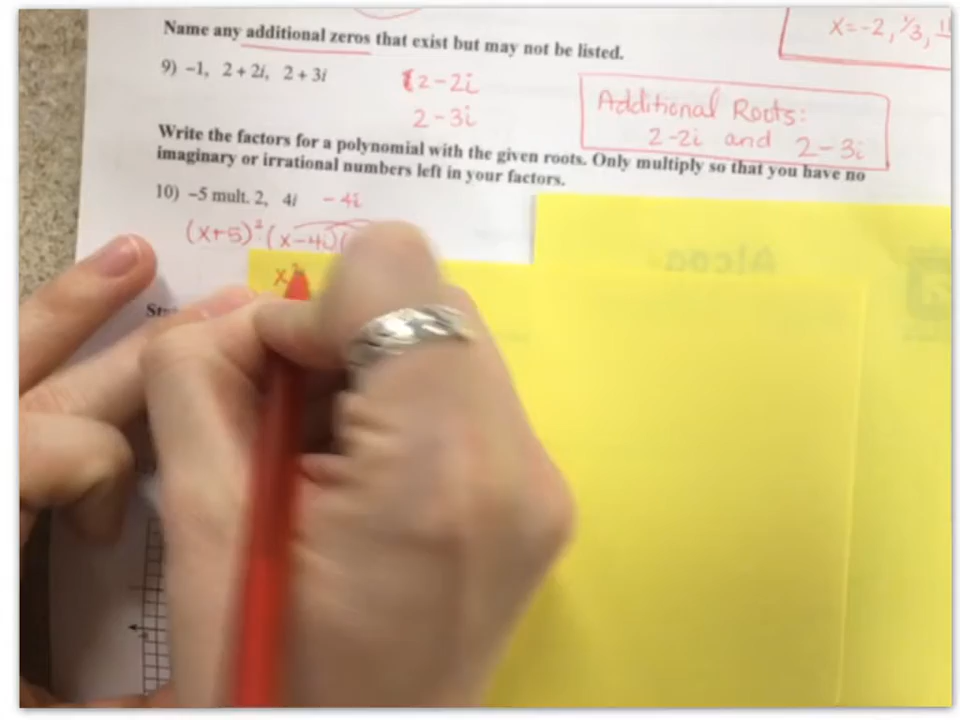 x=-2, 1/3,
Name any additional zeros that exist but may not be listed.
9) -1, 2 + 2i, 2 + 3i
2-2i
2-3i
Additional Roots:
2-2i and 2-3i
Write the factors for a polynomial with the given roots. Only multiply so that you have no
imaginary or irrational numbers left in your factors.
10) -5 mult. 2, 4i -4i
(x+5)²(x-4i)(